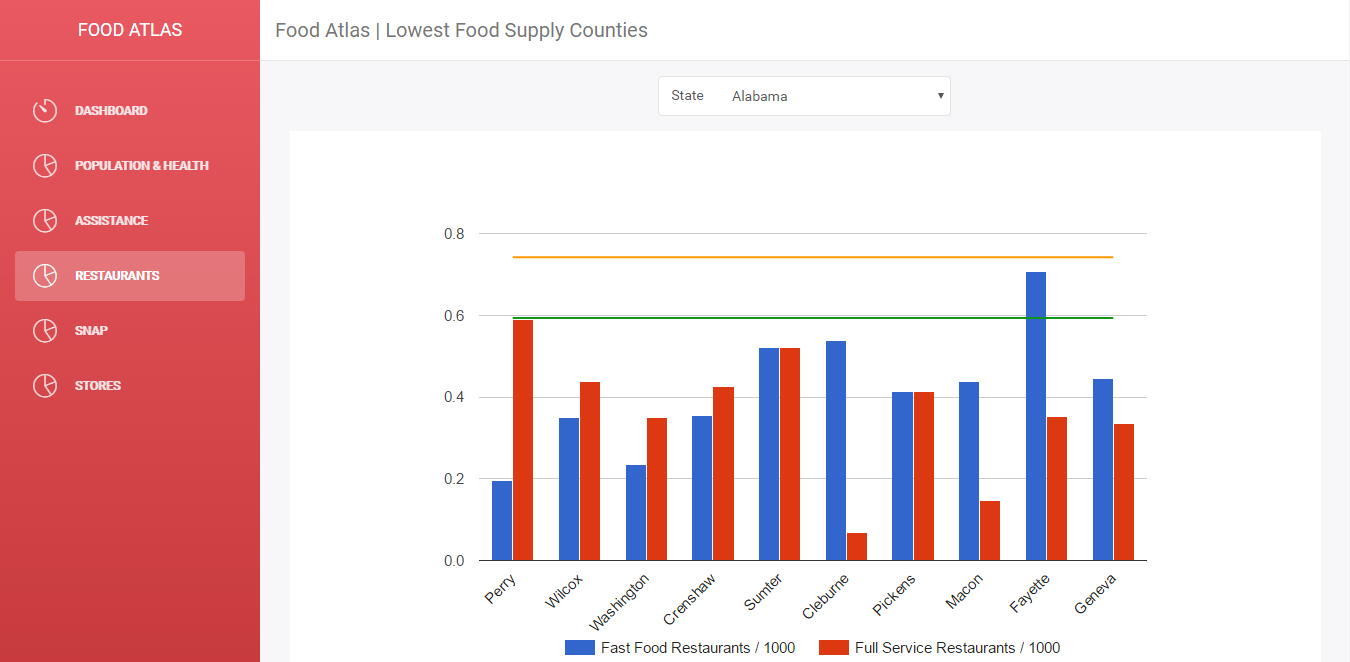 FOOD ATLAS
Food Atlas | Lowest Food Supply Counties
DASHBOARD
POPULATION & HEALTH
ASSISTANCE
RESTAURANTS
SNAP
STORES
State Alabama
0.8
0.6
0.4
0.2
0.0
Perry
Wilcox
Washington
Crenshaw
Sumter
Cleburne
Pickens
Macon
Fayette
Geneva
Fast Food Restaurants / 1000
Full Service Restaurants / 1000